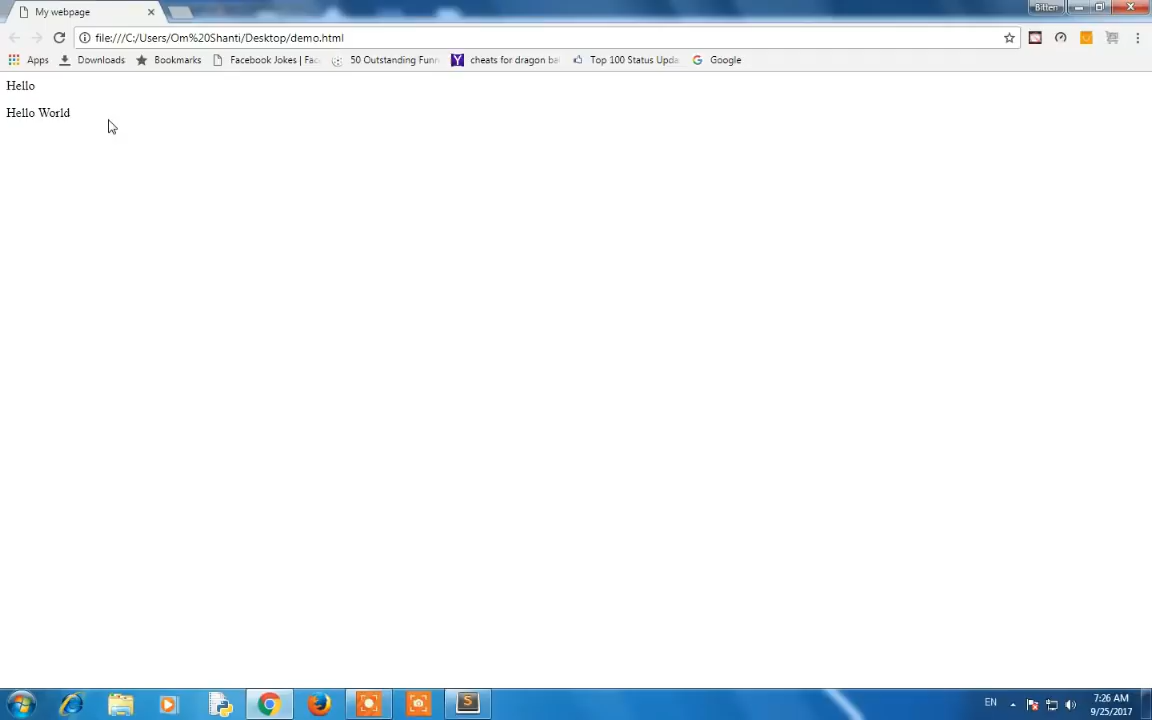 My webpage
Bitten
file:///C:/Users/Om%20Shanti/Desktop/demo.html
Apps Downloads Bookmarks Facebook Jokes | Fac 50 Outstanding Funn cheats for dragon ba Top 100 Status Upda Google
Hello
Hello World
EN
7:26 AM
9/25/2017